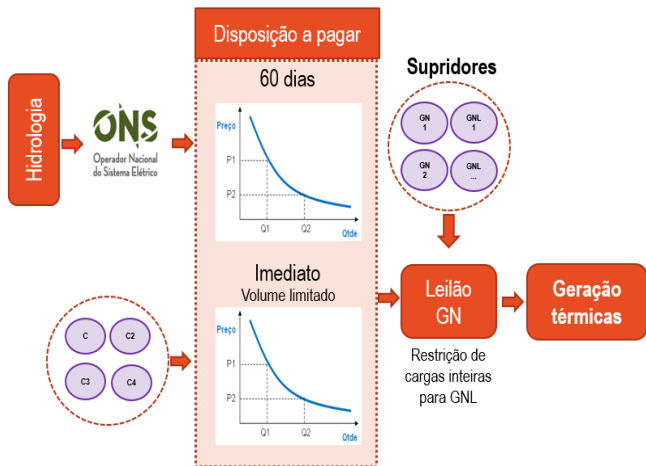 Disposição a pagar
60 dias
Preço
P1
P2
Q1
Q2
Qtde
Hidrologia
ONS
Operador Nacional
do Sistema Elétrico
Supridores
GN
1
GNL
1
GN
2
GNL
...
Imediato
Volume limitado
Preço
P1
P2
Q1
Q2
Qtde
C
C2
C3
C4
Leilão
GN
Restrição de
cargas inteiras
para GNL
Geração
térmicas